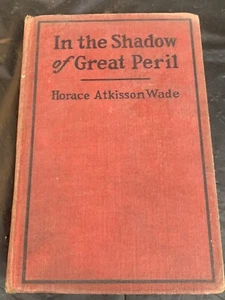 In the Shadow
of Great Peril
Horace Atkisson Wade